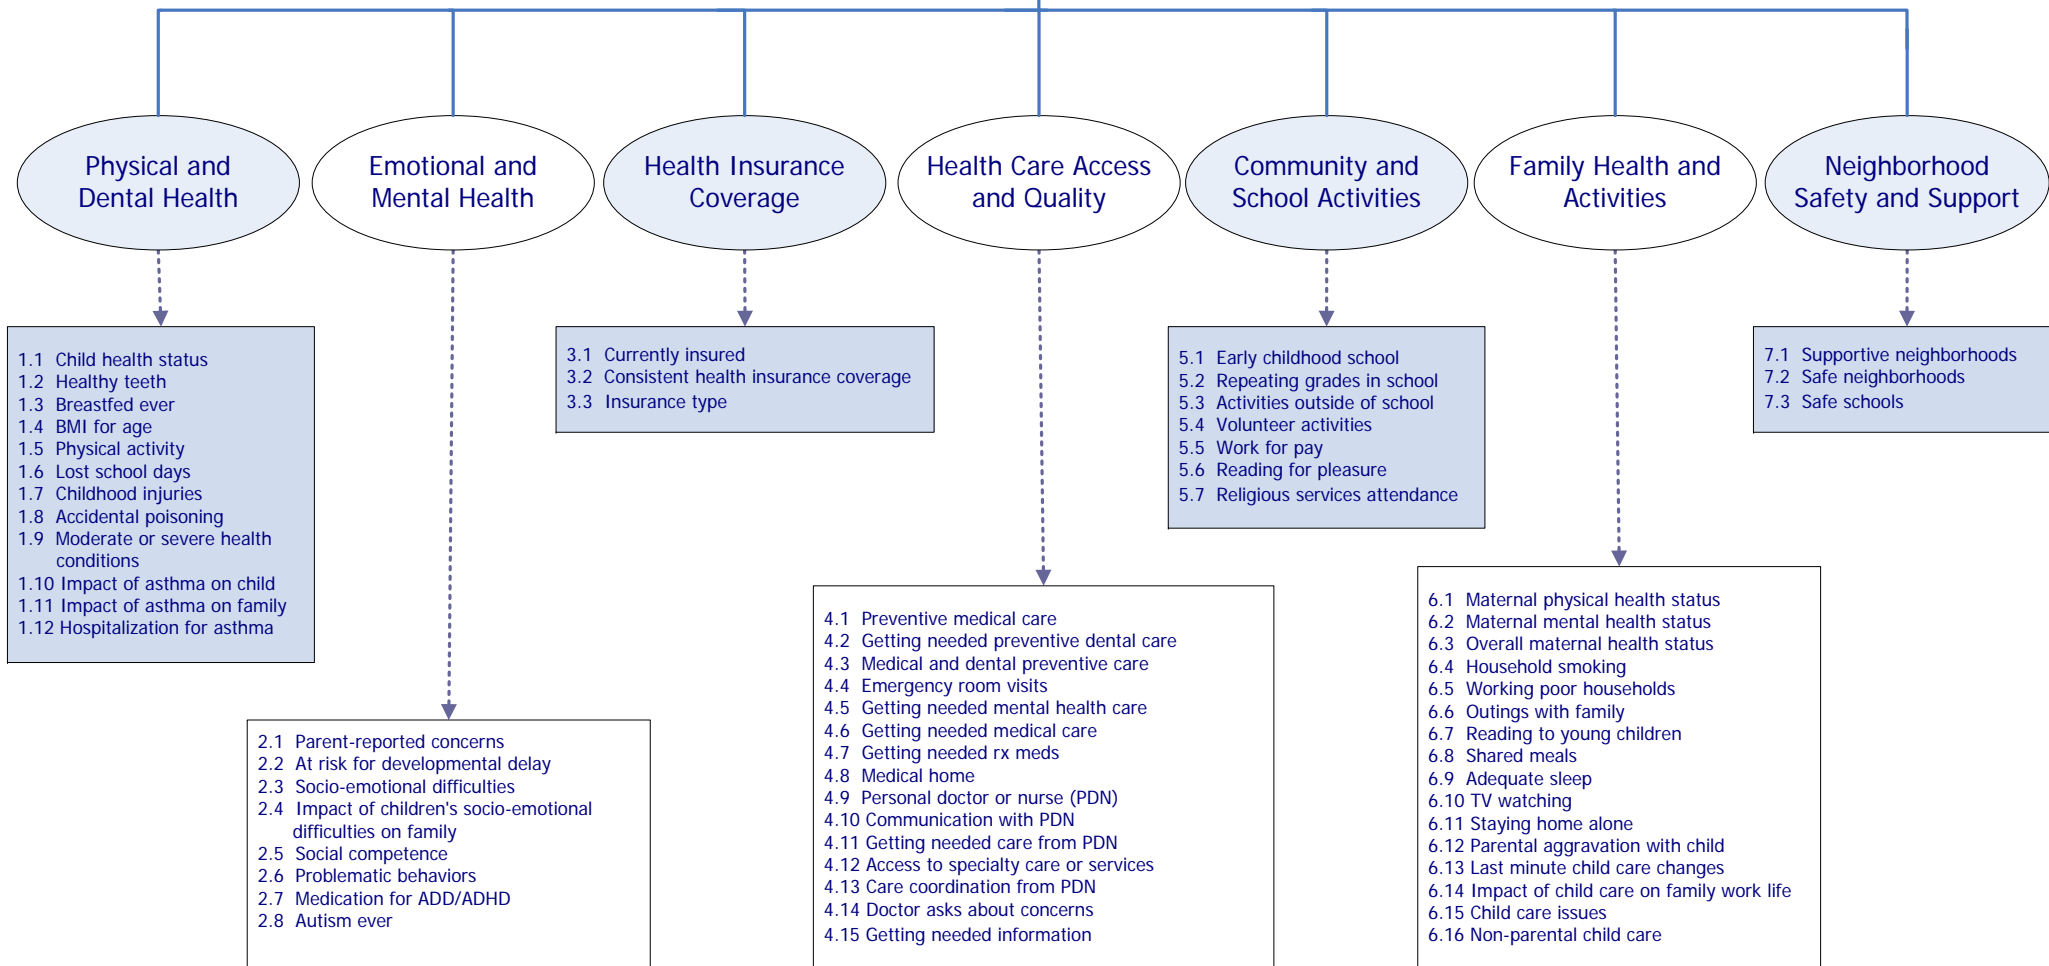 Physical and
Dental Health
Emotional and
Mental Health
Health Insurance
Coverage
Health Care Access
and Quality
Community and
School Activities
Family Health and
Activities
Neighborhood
Safety and Support
1.1 Child health status
1.2 Healthy teeth
1.3 Breastfed ever
1.4 BMI for age
1.5 Physical activity
1.6 Lost school days
1.7 Childhood injuries
1.8 Accidental poisoning
1.9 Moderate or severe health
conditions
1.10 Impact of asthma on child
1.11 Impact of asthma on family
1.12 Hospitalization for asthma
2.1 Parent-reported concerns
2.2 At risk for developmental delay
2.3 Socio-emotional difficulties
2.4 Impact of children's socio-emotional
difficulties on family
2.5 Social competence
2.6 Problematic behaviors
2.7 Medication for ADD/ADHD
2.8 Autism ever
3.1 Currently insured
3.2 Consistent health insurance coverage
3.3 Insurance type
4.1 Preventive medical care
4.2 Getting needed preventive dental care
4.3 Medical and dental preventive care
4.4 Emergency room visits
4.5 Getting needed mental health care
4.6 Getting needed medical care
4.7 Getting needed rx meds
4.8 Medical home
4.9 Personal doctor or nurse (PDN)
4.10 Communication with PDN
4.11 Getting needed care from PDN
4.12 Access to specialty care or services
4.13 Care coordination from PDN
4.14 Doctor asks about concerns
4.15 Getting needed information
5.1 Early childhood school
5.2 Repeating grades in school
5.3 Activities outside of school
5.4 Volunteer activities
5.5 Work for pay
5.6 Reading for pleasure
5.7 Religious services attendance
6.1 Maternal physical health status
6.2 Maternal mental health status
6.3 Overall maternal health status
6.4 Household smoking
6.5 Working poor households
6.6 Outings with family
6.7 Reading to young children
6.8 Shared meals
6.9 Adequate sleep
6.10 TV watching
6.11 Staying home alone
6.12 Parental aggravation with child
6.13 Last minute child care changes
6.14 Impact of child care on family work life
6.15 Child care issues
6.16 Non-parental child care
7.1 Supportive neighborhoods
7.2 Safe neighborhoods
7.3 Safe schools